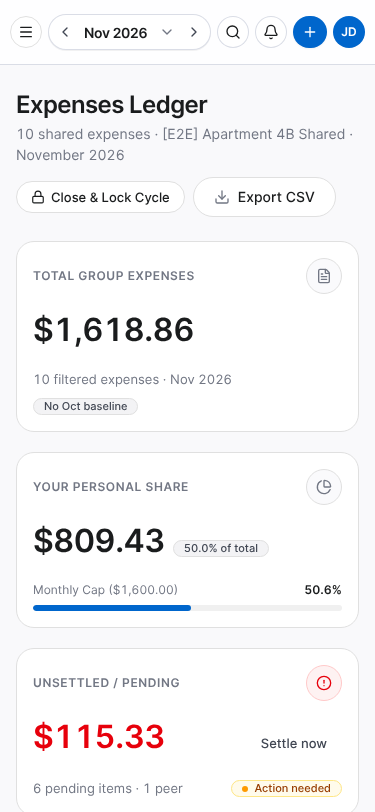 Nov 2026
JD
Expenses Ledger
10 shared expenses · [E2E] Apartment 4B Shared ·
November 2026
Close & Lock Cycle
Export CSV
TOTAL GROUP EXPENSES
$1,618.86
10 filtered expenses · Nov 2026
No Oct baseline
YOUR PERSONAL SHARE
$809.43 50.0% of total
Monthly Cap ($1,600.00) 50.6%
UNSETTLED / PENDING
$115.33 Settle now
6 pending items · 1 peer Action needed